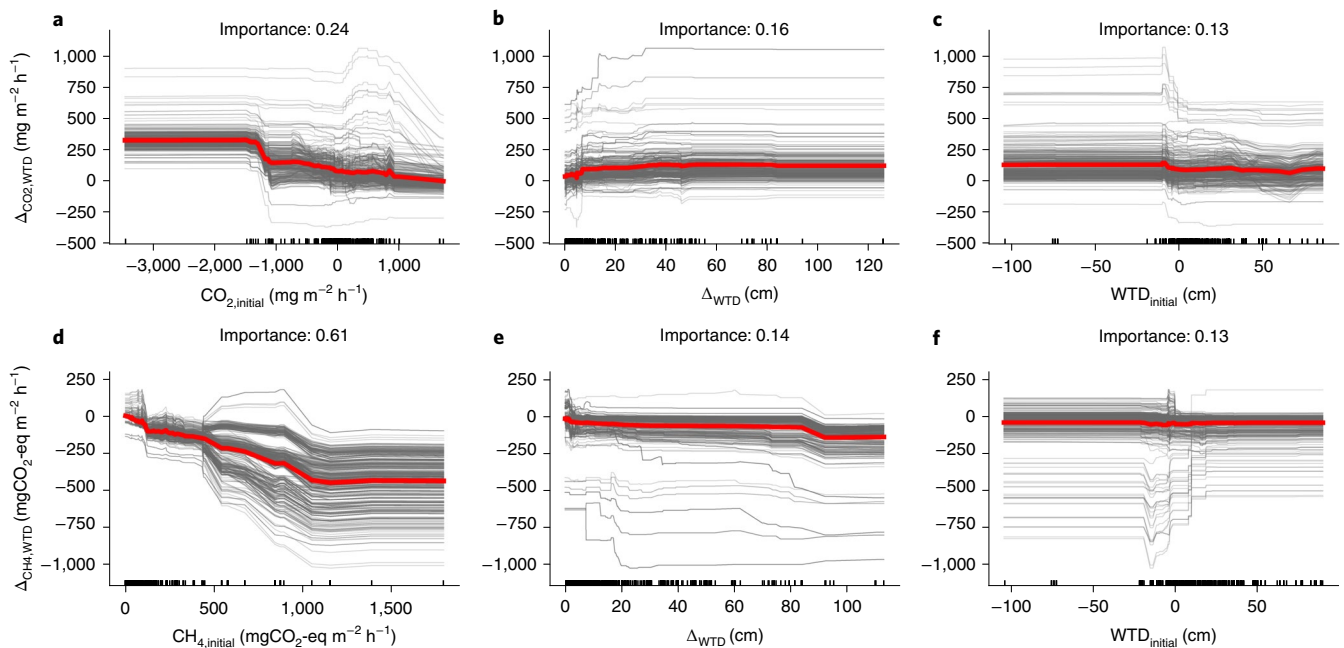 a b c
Importance: 0.24 Importance: 0.16 Importance: 0.13
Δ_CO2,WTD (mg m⁻² h⁻¹)
1,000 1,000 1,000
750 750 750
500 500 500
250 250 250
0 0 0
−250 −250 −250
−500 −500 −500
−3,000 −2,000 −1,000 0 1,000 0 20 40 60 80 100 120 −100 −50 0 50
CO₂,initial (mg m⁻² h⁻¹) Δ_WTD (cm) WTD_initial (cm)
d e f
Importance: 0.61 Importance: 0.14 Importance: 0.13
Δ_CH4,WTD (mgCO₂-eq m⁻² h⁻¹)
250 250 250
0 0 0
−250 −250 −250
−500 −500 −500
−750 −750 −750
−1,000 −1,000 −1,000
0 500 1,000 1,500 0 20 40 60 80 100 −100 −50 0 50
CH₄,initial (mgCO₂-eq m⁻² h⁻¹) Δ_WTD (cm) WTD_initial (cm)